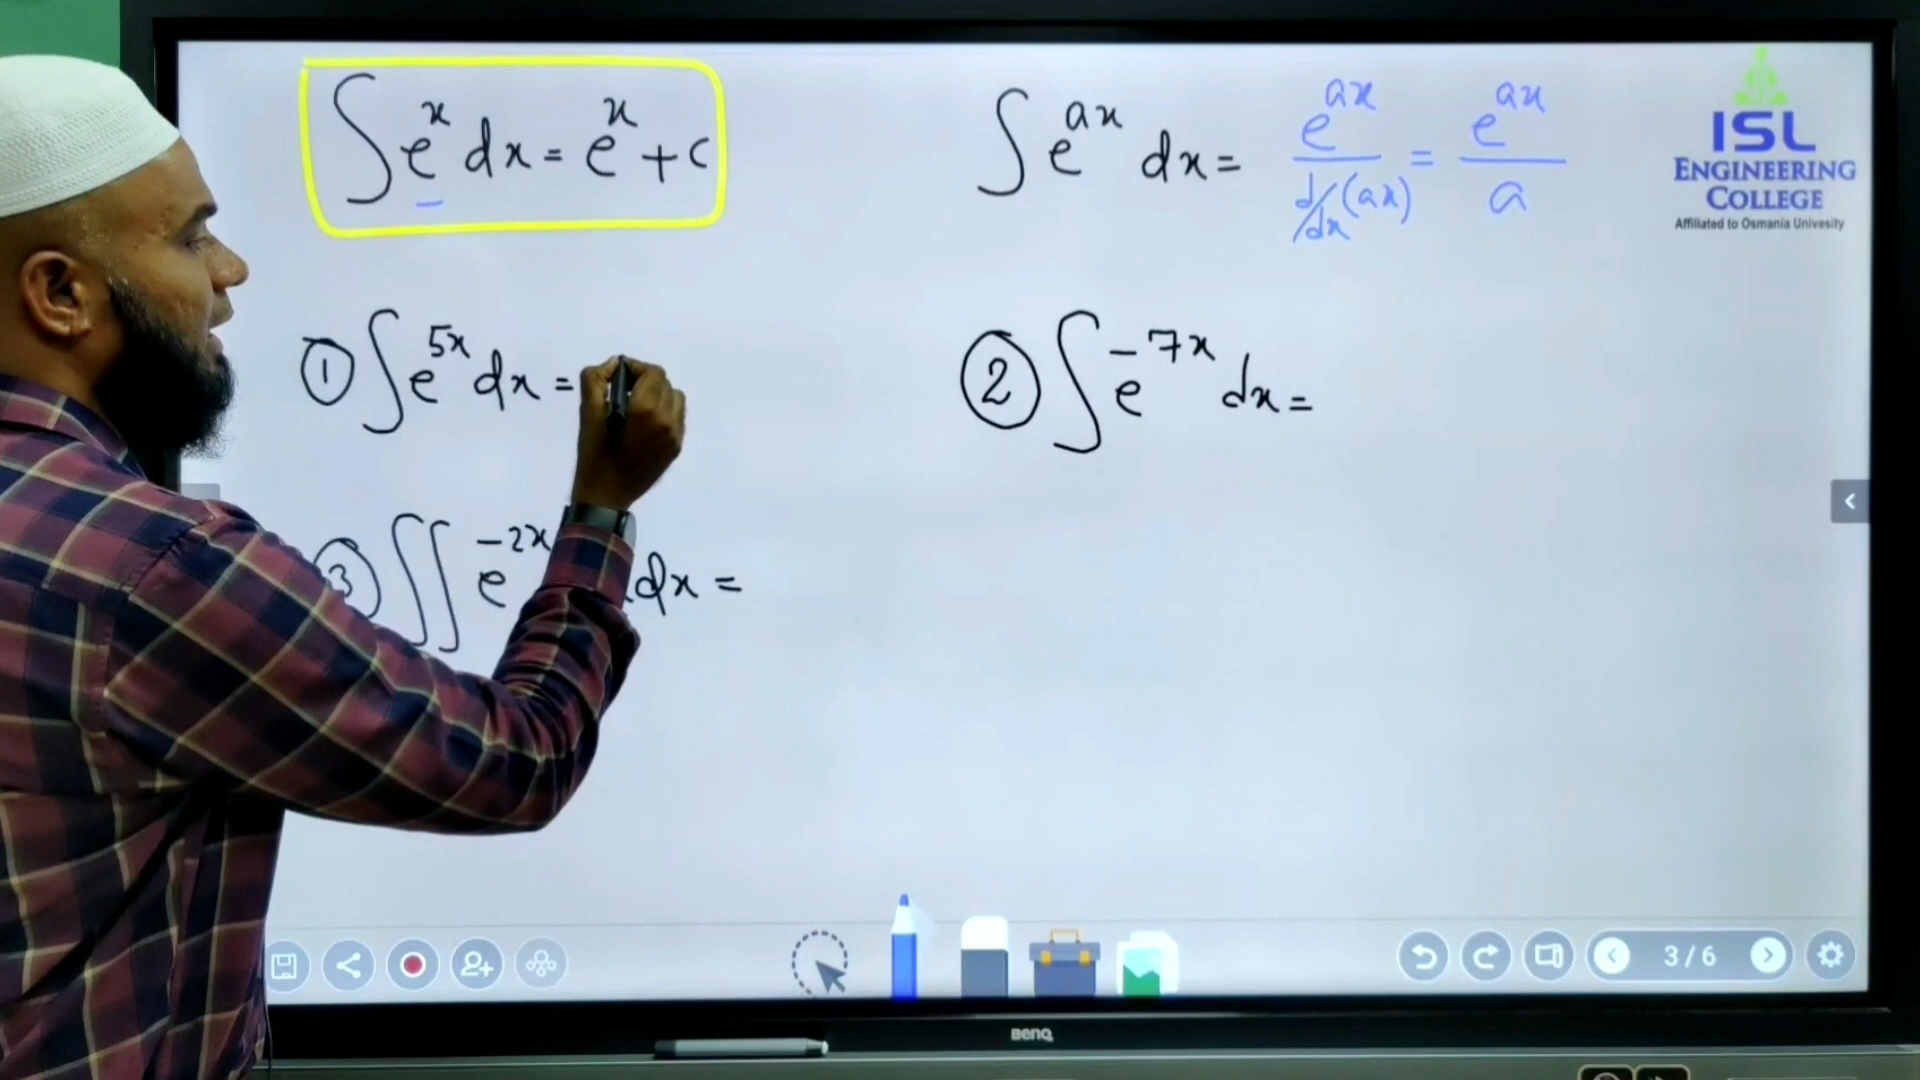 ∫ e^x dx = e^x + c
∫ e^{ax} dx = e^{ax} / d/dx (ax) = e^{ax} / a
① ∫ e^{5x} dx =
② ∫ e^{-7x} dx =
③ ∫∫ e^{-2x} dx =
ISL
ENGINEERING
COLLEGE
Affiliated to Osmania Univesity
3 / 6
BenQ